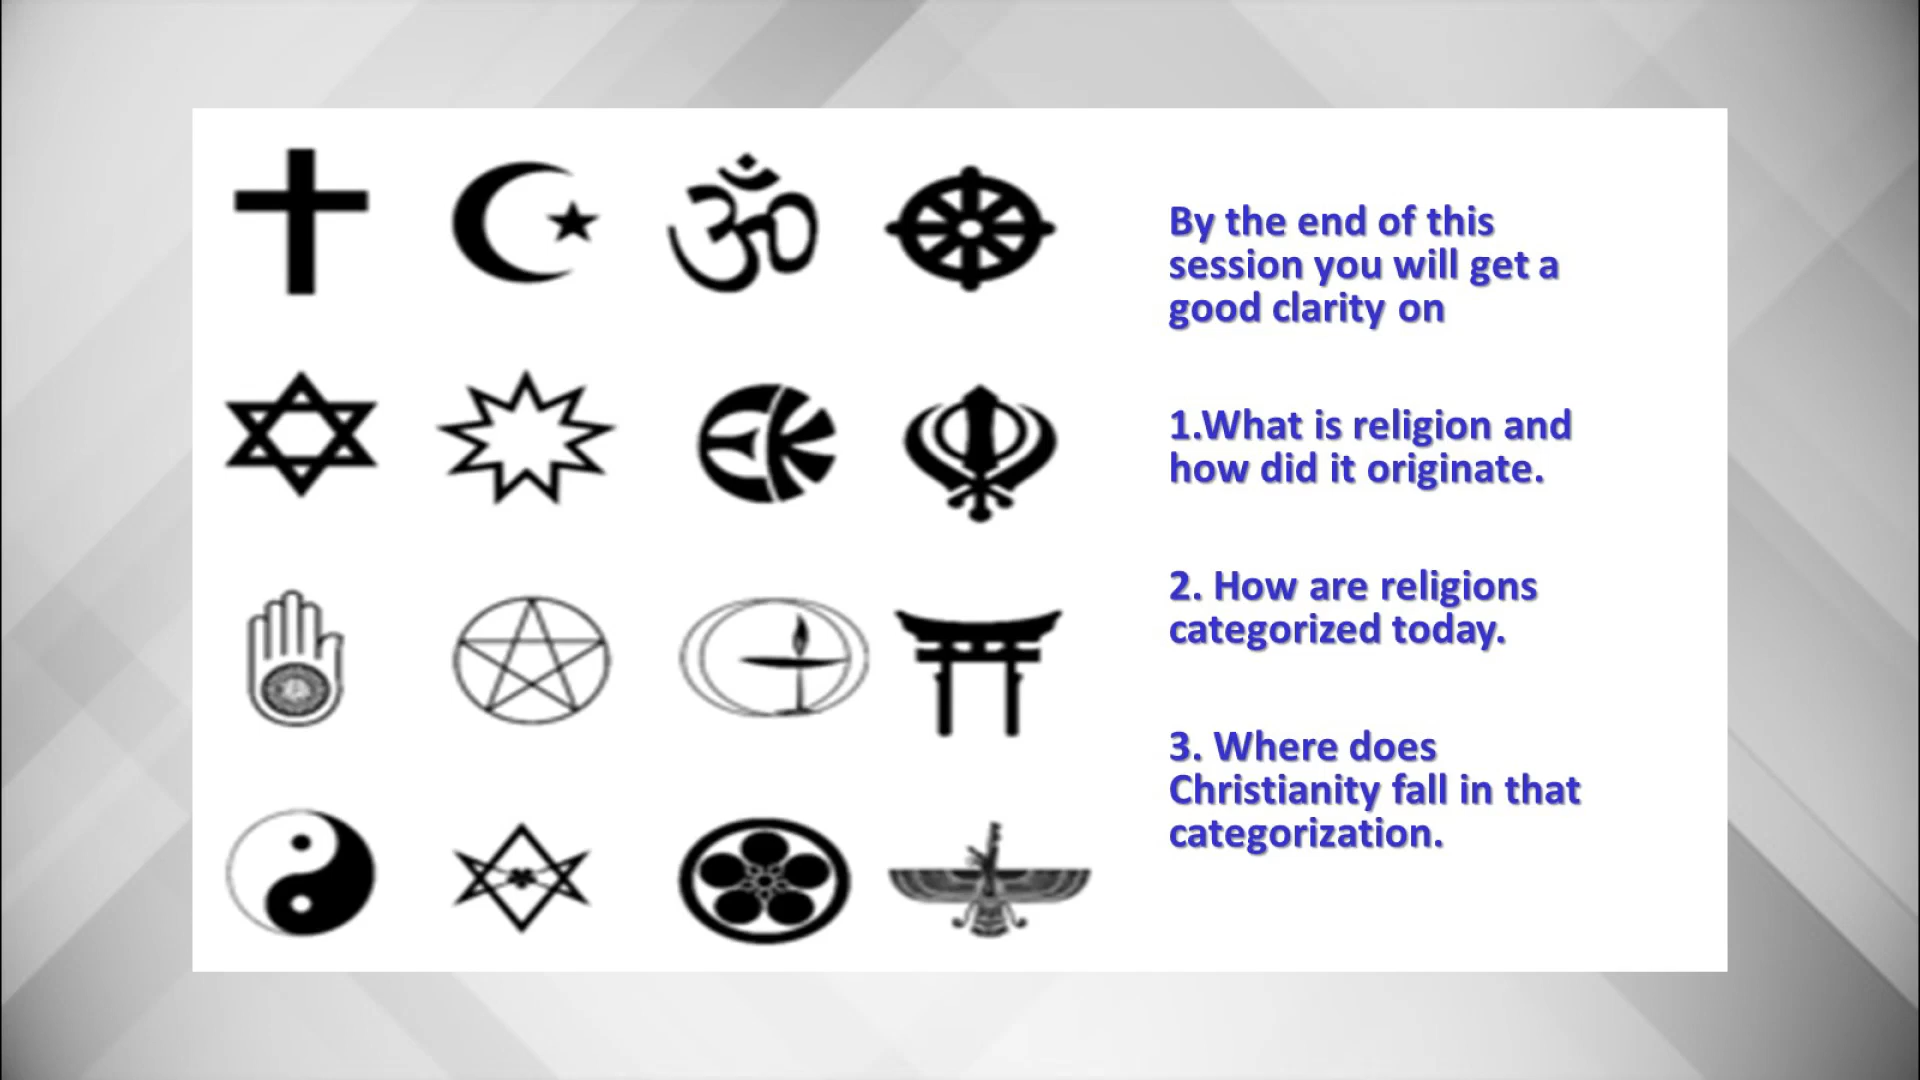 By the end of this
session you will get a
good clarity on
1.What is religion and
how did it originate.
2. How are religions
categorized today.
3. Where does
Christianity fall in that
categorization.